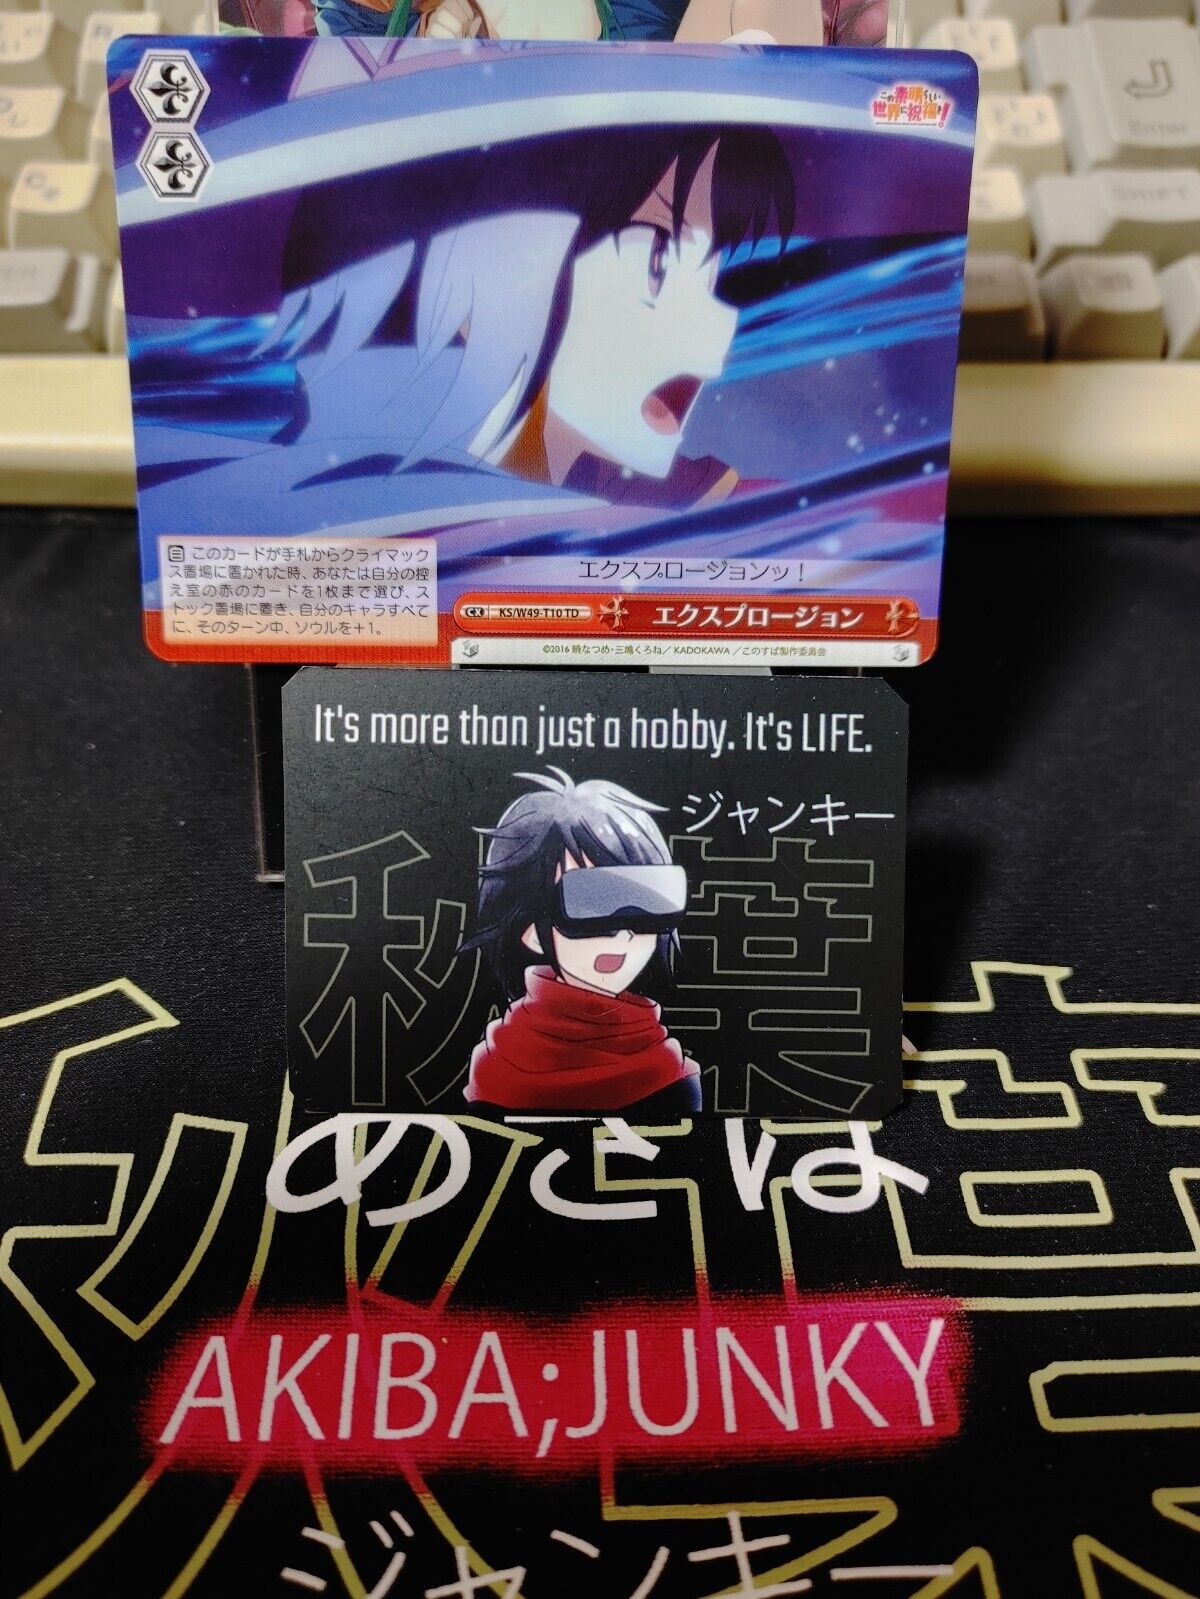 この素晴らしい
世界に祝福を!
Enter
SHIFT
このカードが手札からクライマック
ス置場に置かれた時、あなたは自分の控
え室の赤のカードを1枚まで選び、ス
トック置場に置き、自分のキャラすべて
に、そのターン中、ソウルを+1。
エクスプロージョンッ!
CX KS/W49-T10 TD エクスプロージョン
©2016 暁なつめ・三嶋くろね/KADOKAWA/このすば製作委員会
It's more than just a hobby. It's LIFE.
ジャンキー
秋葉
AKIBA;JUNKY
ジャンキー